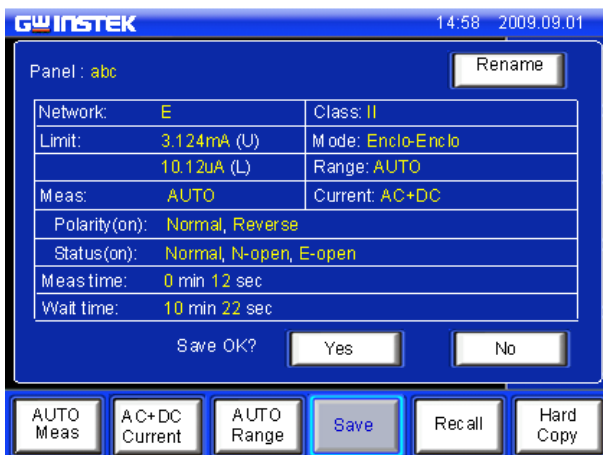 GWINSTEK 14:58 2009.09.01
Panel : abc Rename
Network: E Class: II
Limit: 3.124mA (U) Mode: Enclo-Enclo
10.12uA (L) Range: AUTO
Meas: AUTO Current: AC+DC
Polarity(on): Normal, Reverse
Status(on): Normal, N-open, E-open
Meas time: 0 min 12 sec
Wait time: 10 min 22 sec
Save OK? Yes No
AUTO Meas
AC+DC Current
AUTO Range
Save
Recall
Hard Copy